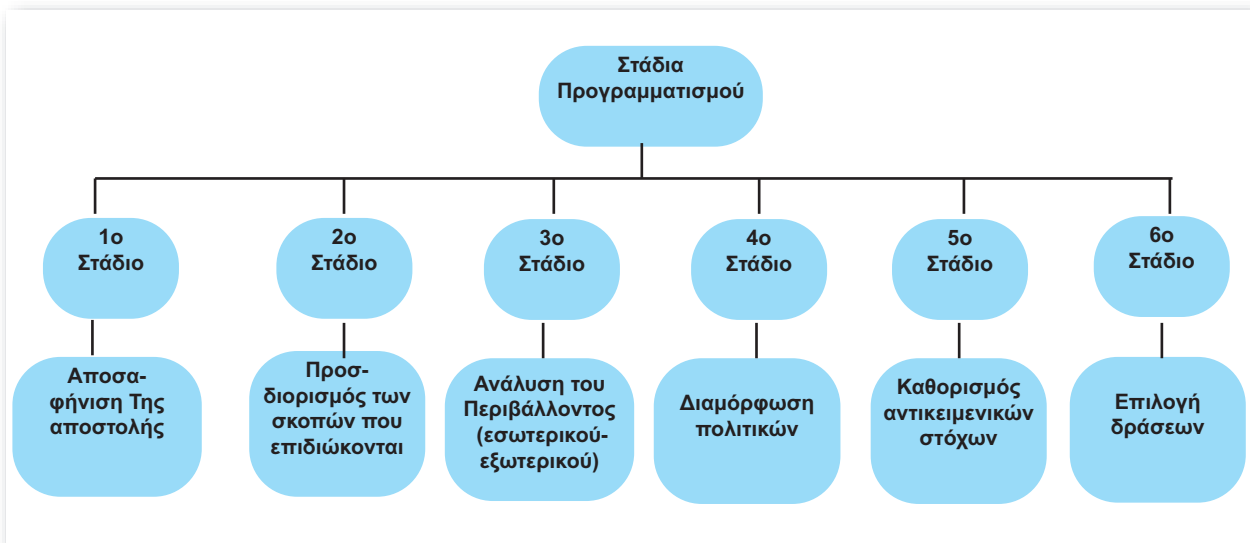 Στάδια
Προγραμματισμού
1ο
Στάδιο
2ο
Στάδιο
3ο
Στάδιο
4ο
Στάδιο
5ο
Στάδιο
6ο
Στάδιο
Αποσα-
φήνιση Της
αποστολής
Προσ-
διορισμός των
σκοπών που
επιδιώκονται
Ανάλυση του
Περιβάλλοντος
(εσωτερικού-
εξωτερικού)
Διαμόρφωση
πολιτικών
Καθορισμός
αντικειμενικών
στόχων
Επιλογή
δράσεων